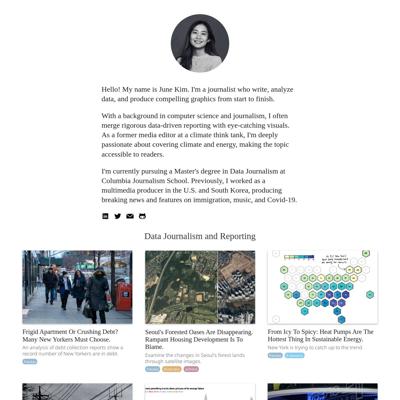 Hello! My name is June Kim. I'm a journalist who write, analyze
data, and produce compelling graphics from start to finish.
With a background in computer science and journalism, I often
merge rigorous data-driven reporting with eye-catching visuals.
As a former media editor at a climate think tank, I'm deeply
passionate about covering climate and energy, making the topic
accessible to readers.
I'm currently pursuing a Master's degree in Data Journalism at
Columbia Journalism School. Previously, I worked as a
multimedia producer in the U.S. and South Korea, producing
breaking news and features on immigration, music, and Covid-19.
Data Journalism and Reporting
Frigid Apartment Or Crushing Debt?
Many New Yorkers Must Choose.
An analysis of debt collection reports show a
record number of New Yorkers are in debt.
Seoul's Forested Oases Are Disappearing.
Rampant Housing Development Is To
Blame.
Examine the changes in Seoul's forest lands
through satellite images.
From Icy To Spicy: Heat Pumps Are The
Hottest Thing In Sustainable Energy.
New York is trying to catch up to the trend.